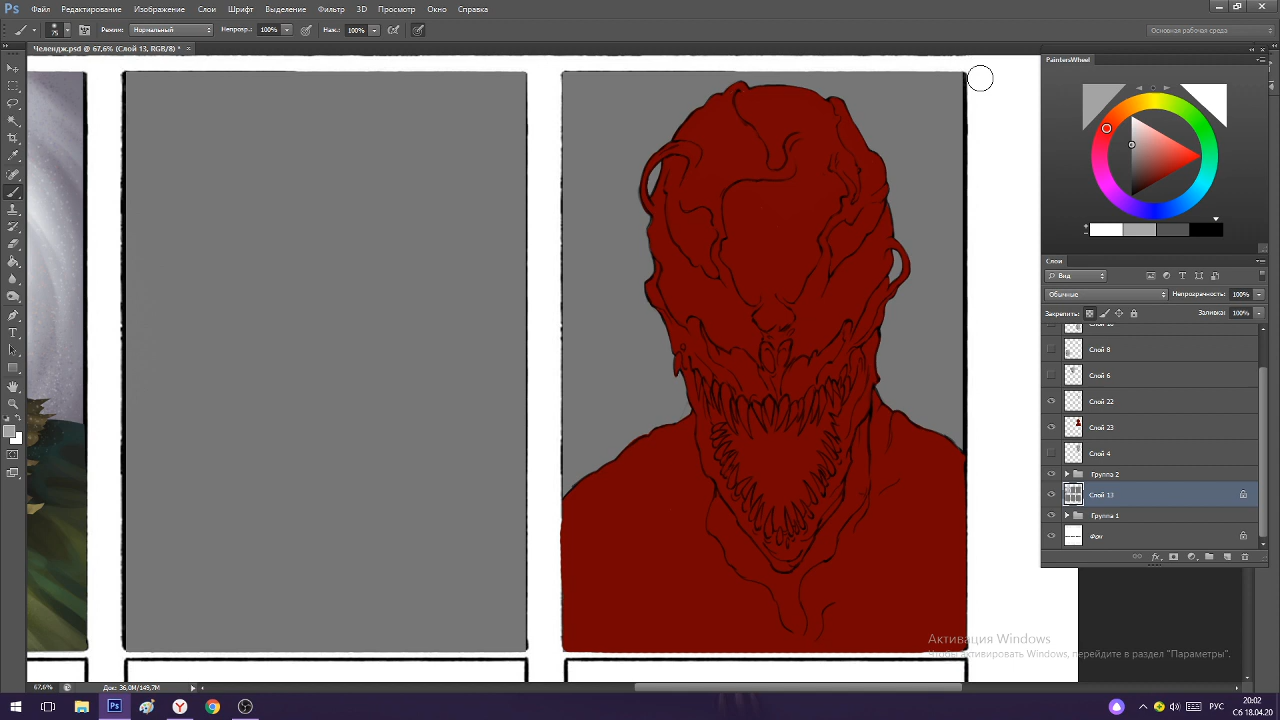 Ps Файл Редактирование Изображение Слои Шрифт Выделение Фильтр 3D Просмотр Окно Справка
75 Режим: Нормальный Непрозр.: 100% Наж.: 100% Основная рабочая среда
Челендж.psd @ 67,6% (Слой 13, RGB/8) * ×
PaintersWheel
Слои
Вид
Обычные Непрозрачность: 100%
Закрепить: Заливка: 100%
Слой 8
Слой 6
Слой 22
Слой 23
Слой 4
Группа 2
Слой 13
Группа 1
Фон
Активация Windows
Чтобы активировать Windows, перейдите в раздел "Параметры".
67,6% Док: 36,0M/149,7M
Ps Y РУС 20:02
Сб 18.04.20